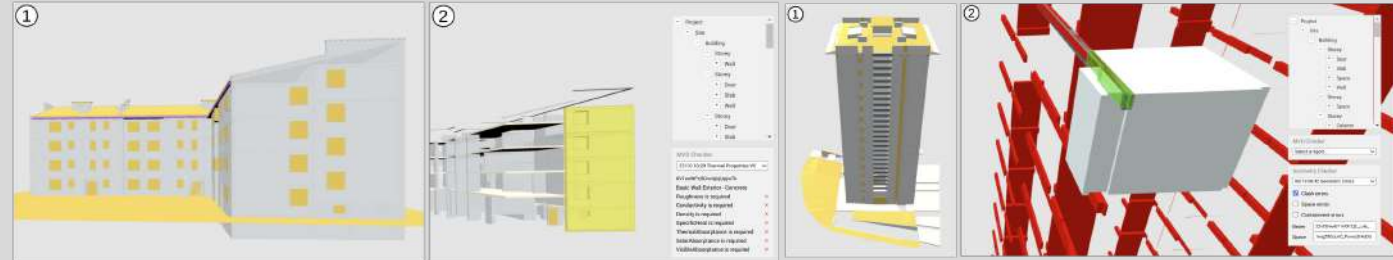 1
2
Project
Site
Building
Storey
Wall
Storey
Door
Slab
Wall
Storey
Door
Slab
MVD Checker
Basic Wall:Exterior - Concrete
Roughness is required
Conductivity is required
Density is required
SpecificHeat is required
ThermalAbsorptance is required
SolarAbsorptance is required
VisibleAbsorptance is required
1
2
Project
Site
Building
Storey
Door
Wall
Space
Wall
Storey
Space
Storey
Column
MVD Checker
Select a report...
Geometry Checker
Clash errors
Space errors
Containment errors
Space